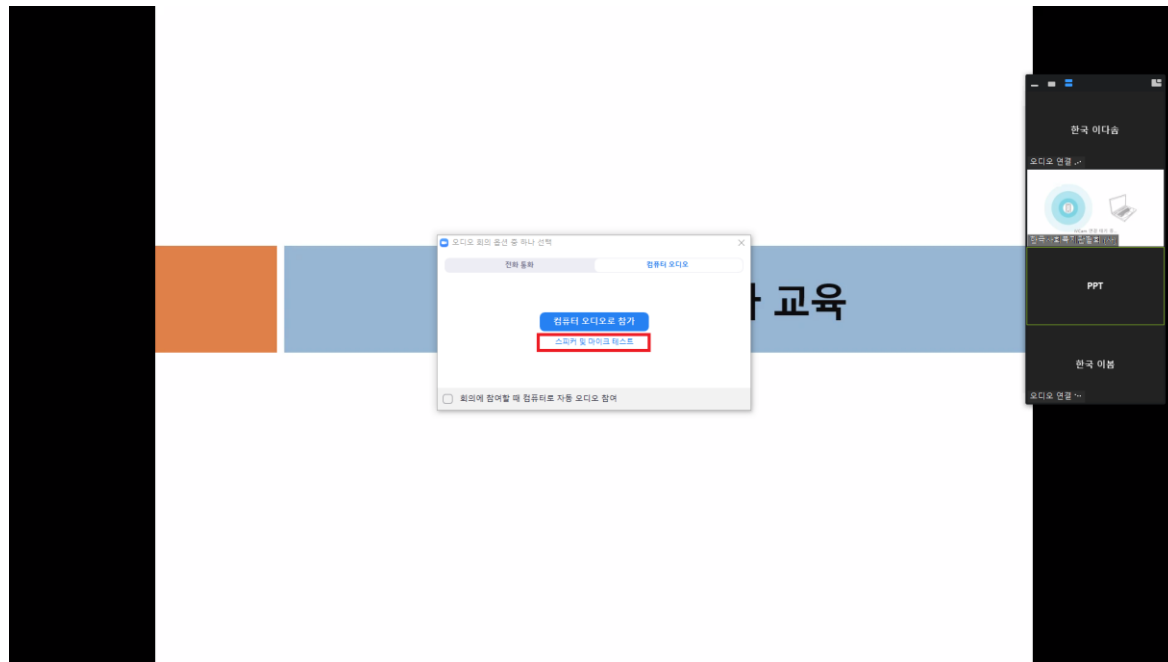 한국 이다솜
오디오 연결
오디오 회의 옵션 중 하나 선택
전화 통화
컴퓨터 오디오
교육
컴퓨터 오디오로 참가
스피커 및 마이크 테스트
회의에 참여할 때 컴퓨터로 자동 오디오 참여
PPT
한국 이봄
오디오 연결 ···